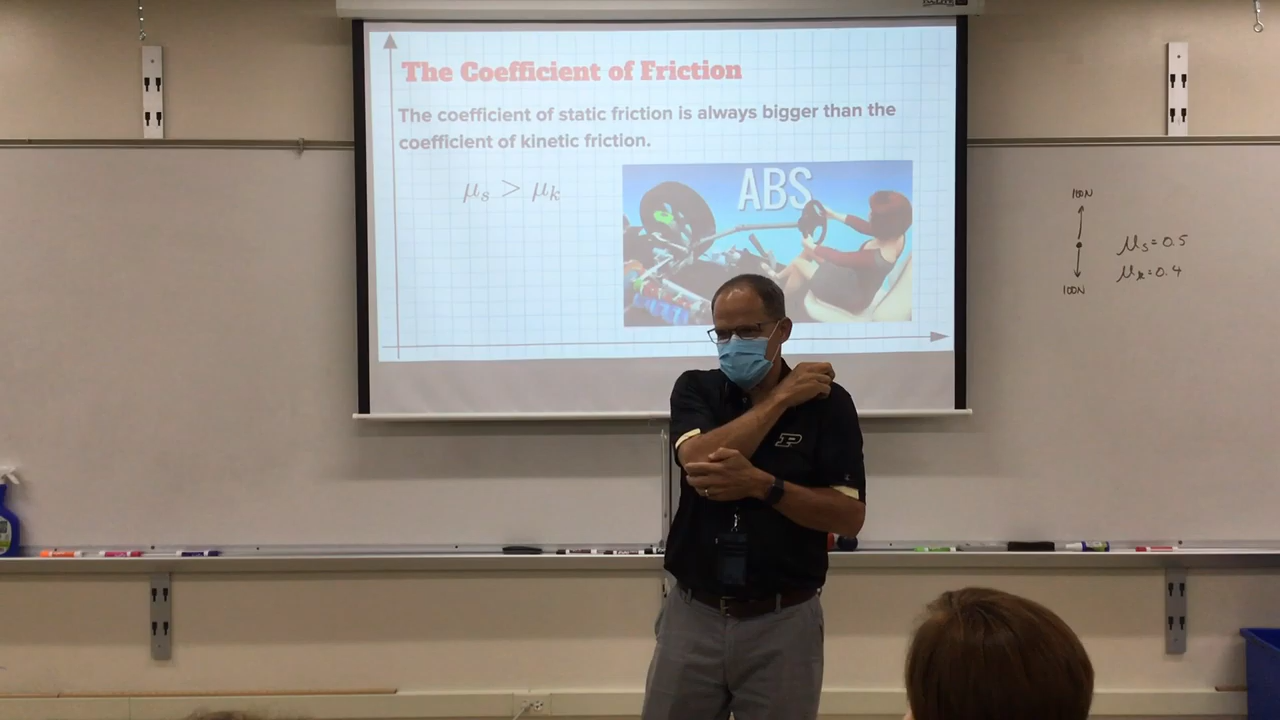 The Coefficient of Friction
The coefficient of static friction is always bigger than the
coefficient of kinetic friction.
μs > μk
ABS
P
100N
100N
μs = 0.5
μk = 0.4